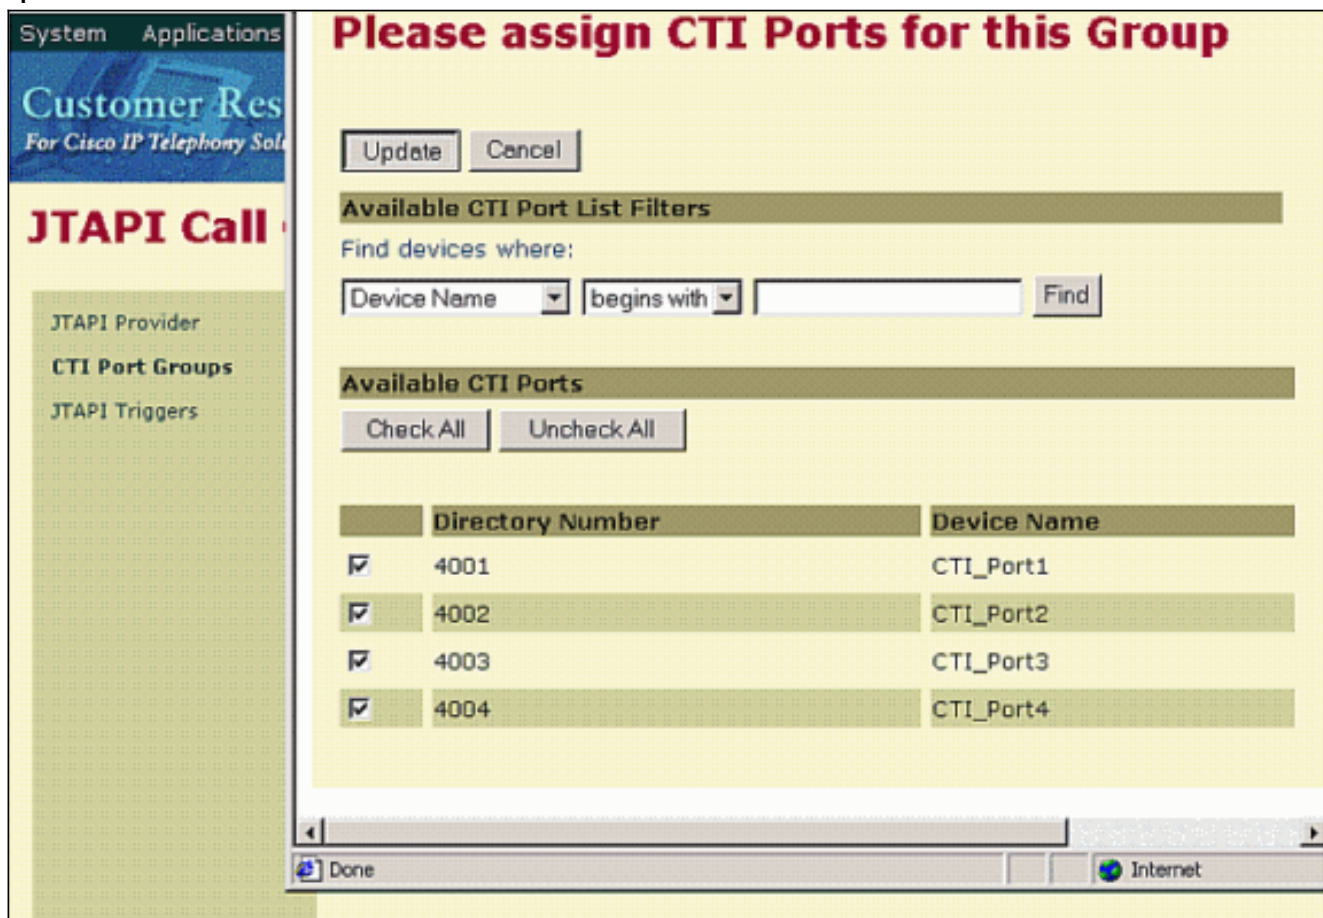 System Applications
Customer Res
For Cisco IP Telephony Sol
JTAPI Call
JTAPI Provider
CTI Port Groups
JTAPI Triggers
Please assign CTI Ports for this Group
Update Cancel
Available CTI Port List Filters
Find devices where:
Device Name begins with Find
Available CTI Ports
Check All Uncheck All
Directory Number Device Name
4001 CTI_Port1
4002 CTI_Port2
4003 CTI_Port3
4004 CTI_Port4
Done Internet